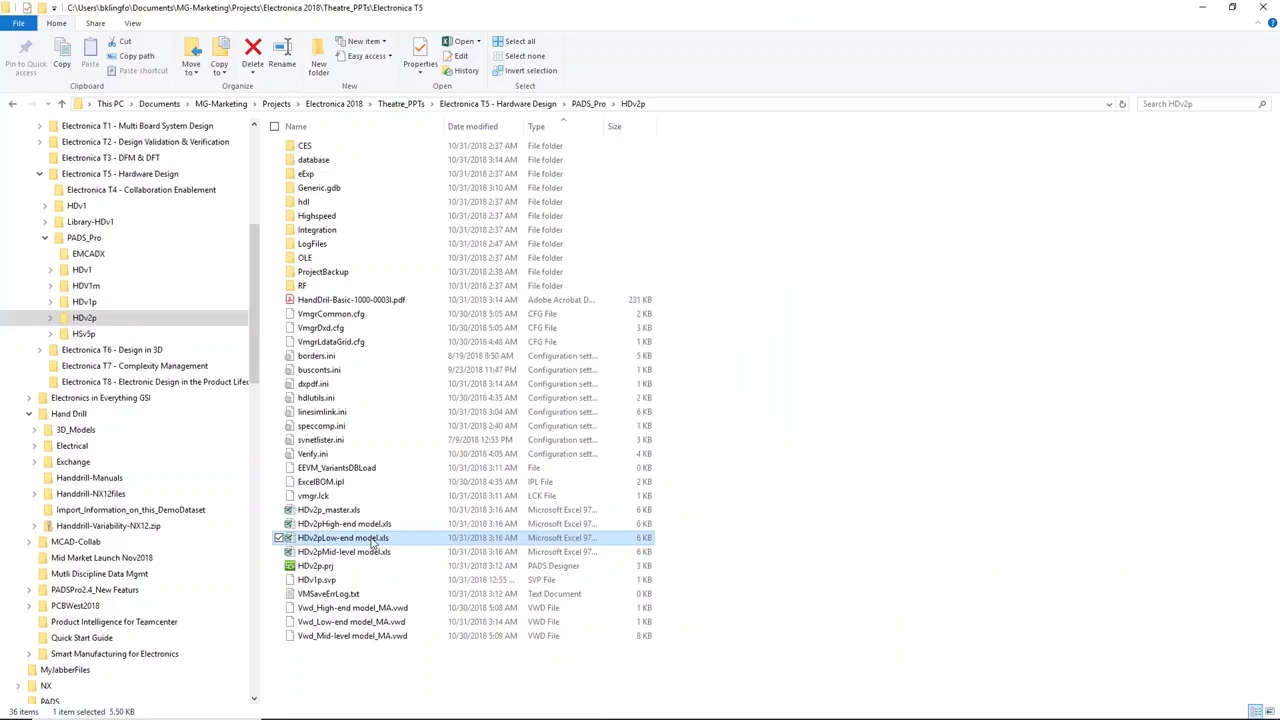 C:\Users\bklingfo\Documents\MG-Marketing\Projects\Electronica 2018\Theatre_PPTs\Electronica T5
File Home Share View
Pin to Quick access
Copy
Paste
Cut
Copy path
Paste shortcut
Move to
Copy to
Delete
Rename
New folder
New item
Easy access
Properties
Open
Edit
History
Select all
Select none
Invert selection
Clipboard Organize New Open Select
This PC Documents MG-Marketing Projects Electronica 2018 Theatre_PPTs Electronica T5 - Hardware Design PADS_Pro HDv2p
Search HDv2p
Electronica T1 - Multi Board System Design
Electronica T2 - Design Validation & Verification
Electronica T3 - DFM & DFT
Electronica T5 - Hardware Design
Electronica T4 - Collaboration Enablement
HDv1
Library-HDv1
PADS_Pro
EMCADX
HDv1
HDV1m
HDv1p
HDv2p
HSv5p
Electronica T6 - Design in 3D
Electronica T7 - Complexity Management
Electronica T8 - Electronic Design in the Product Lifec
Electronics in Everything GSI
Hand Drill
3D_Models
Electrical
Exchange
Handdrill-Manuals
Handdrill-NX12files
Import_Information_on_this_DemoDataset
Handdrill-Variability-NX12.zip
MCAD-Collab
Mid Market Launch Nov2018
Mutli Discipline Data Mgmt
PADSPro2.4_New Featurs
PCBWest2018
Product Intelligence for Teamcenter
Quick Start Guide
Smart Manufacturing for Electronics
MyJabberFiles
NX
PADS
Name Date modified Type Size
CES 10/31/2018 2:37 AM File folder
database 10/31/2018 3:14 AM File folder
eExp 10/31/2018 2:37 AM File folder
Generic.gdb 10/31/2018 3:10 AM File folder
hdl 10/31/2018 2:37 AM File folder
Highspeed 10/31/2018 2:37 AM File folder
Integration 10/31/2018 2:37 AM File folder
LogFiles 10/31/2018 2:47 AM File folder
OLE 10/31/2018 2:37 AM File folder
ProjectBackup 10/31/2018 2:38 AM File folder
RF 10/31/2018 2:37 AM File folder
HandDril-Basic-1000-0003I.pdf 10/31/2018 3:14 AM Adobe Acrobat D... 231 KB
VmgrCommon.cfg 10/30/2018 5:05 AM CFG File 2 KB
VmgrDxd.cfg 10/30/2018 5:05 AM CFG File 3 KB
VmgrLdataGrid.cfg 10/30/2018 4:48 AM CFG File 1 KB
borders.ini 8/19/2018 8:50 AM Configuration sett... 5 KB
busconts.ini 9/23/2018 11:47 PM Configuration sett... 1 KB
dxpdf.ini 10/31/2018 3:14 AM Configuration sett... 1 KB
hdlutils.ini 10/30/2018 4:35 AM Configuration sett... 2 KB
linesimlink.ini 10/31/2018 3:04 AM Configuration sett... 6 KB
speccomp.ini 10/31/2018 2:40 AM Configuration sett... 1 KB
svnetlister.ini 7/9/2018 12:53 PM Configuration sett... 3 KB
Verify.ini 10/30/2018 4:05 AM Configuration sett... 4 KB
EEVM_VariantsDBLoad 10/31/2018 3:11 AM File 1 KB
ExcelBOM.ipl 10/30/2018 4:35 AM IPL File 2 KB
vmgr.lck 10/31/2018 3:11 AM LCK File 1 KB
HDv2p_master.xls 10/31/2018 3:16 AM Microsoft Excel 97... 6 KB
HDv2pHigh-end model.xls 10/31/2018 3:16 AM Microsoft Excel 97... 6 KB
HDv2pLow-end model.xls 10/31/2018 3:16 AM Microsoft Excel 97... 6 KB
HDv2pMid-level model.xls 10/31/2018 3:16 AM Microsoft Excel 97... 6 KB
HDv2p.prj 10/31/2018 3:12 AM PADS Designer 3 KB
HDv1p.svp 10/31/2018 12:55 ... SVP File 1 KB
VMSaveErrLog.txt 10/31/2018 3:12 AM Text Document 0 KB
Vwd_High-end model_MA.vwd 10/30/2018 5:08 AM VWD File 1 KB
Vwd_Low-end model_MA.vwd 10/31/2018 3:14 AM VWD File 1 KB
Vwd_Mid-level model_MA.vwd 10/30/2018 5:09 AM VWD File 8 KB
36 items 1 item selected 5.50 KB